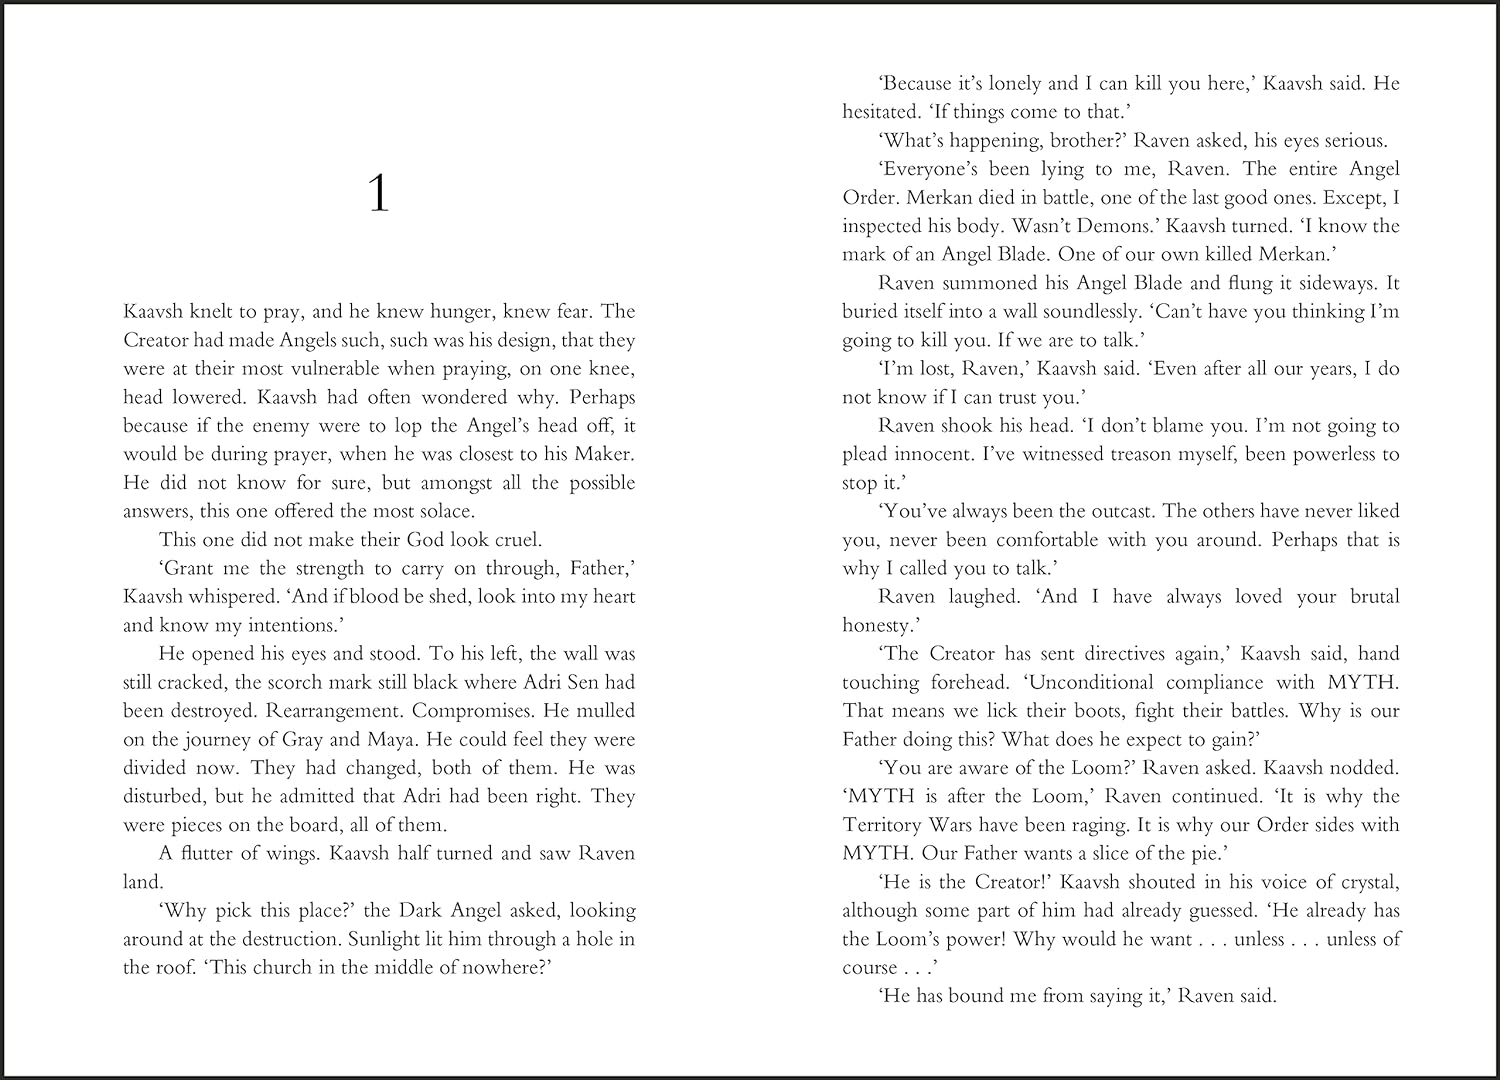 1
Kaavsh knelt to pray, and he knew hunger, knew fear. The
Creator had made Angels such, such was his design, that they
were at their most vulnerable when praying, on one knee,
head lowered. Kaavsh had often wondered why. Perhaps
because if the enemy were to lop the Angel’s head off, it
would be during prayer, when he was closest to his Maker.
He did not know for sure, but amongst all the possible
answers, this one offered the most solace.
This one did not make their God look cruel.
‘Grant me the strength to carry on through, Father,’
Kaavsh whispered. ‘And if blood be shed, look into my heart
and know my intentions.’
He opened his eyes and stood. To his left, the wall was
still cracked, the scorch mark still black where Adri Sen had
been destroyed. Rearrangement. Compromises. He mulled
on the journey of Gray and Maya. He could feel they were
divided now. They had changed, both of them. He was
disturbed, but he admitted that Adri had been right. They
were pieces on the board, all of them.
A flutter of wings. Kaavsh half turned and saw Raven
land.
‘Why pick this place?’ the Dark Angel asked, looking
around at the destruction. Sunlight lit him through a hole in
the roof. ‘This church in the middle of nowhere?’
‘Because it’s lonely and I can kill you here,’ Kaavsh said. He
hesitated. ‘If things come to that.’
‘What’s happening, brother?’ Raven asked, his eyes serious.
‘Everyone’s been lying to me, Raven. The entire Angel
Order. Merkan died in battle, one of the last good ones. Except, I
inspected his body. Wasn’t Demons.’ Kaavsh turned. ‘I know the
mark of an Angel Blade. One of our own killed Merkan.’
Raven summoned his Angel Blade and flung it sideways. It
buried itself into a wall soundlessly. ‘Can’t have you thinking I’m
going to kill you. If we are to talk.’
‘I’m lost, Raven,’ Kaavsh said. ‘Even after all our years, I do
not know if I can trust you.’
Raven shook his head. ‘I don’t blame you. I’m not going to
plead innocent. I’ve witnessed treason myself, been powerless to
stop it.’
‘You’ve always been the outcast. The others have never liked
you, never been comfortable with you around. Perhaps that is
why I called you to talk.’
Raven laughed. ‘And I have always loved your brutal
honesty.’
‘The Creator has sent directives again,’ Kaavsh said, hand
touching forehead. ‘Unconditional compliance with MYTH.
That means we lick their boots, fight their battles. Why is our
Father doing this? What does he expect to gain?’
‘You are aware of the Loom?’ Raven asked. Kaavsh nodded.
‘MYTH is after the Loom,’ Raven continued. ‘It is why the
Territory Wars have been raging. It is why our Order sides with
MYTH. Our Father wants a slice of the pie.’
‘He is the Creator!’ Kaavsh shouted in his voice of crystal,
although some part of him had already guessed. ‘He already has
the Loom’s power! Why would he want . . . unless . . . unless of
course . . .’
‘He has bound me from saying it,’ Raven said.